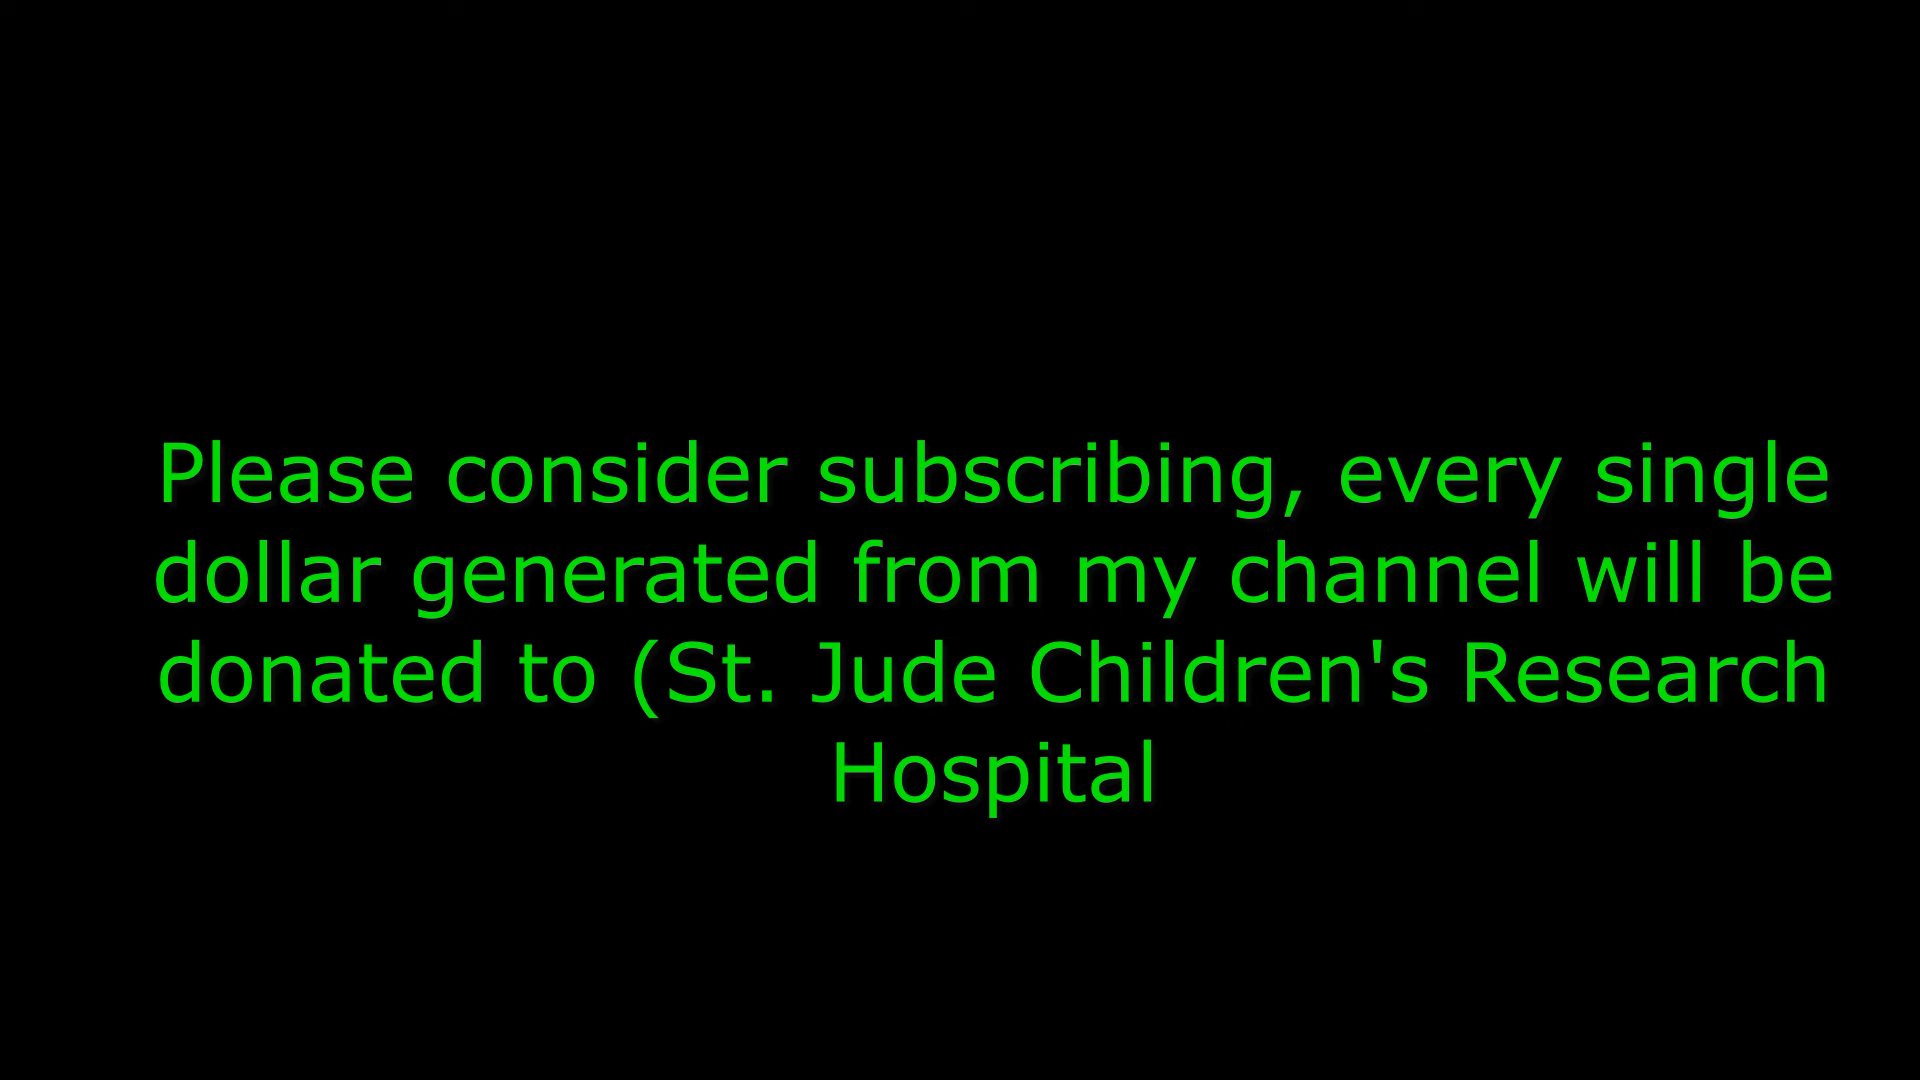 Please consider subscribing, every single
dollar generated from my channel will be
donated to (St. Jude Children's Research
Hospital